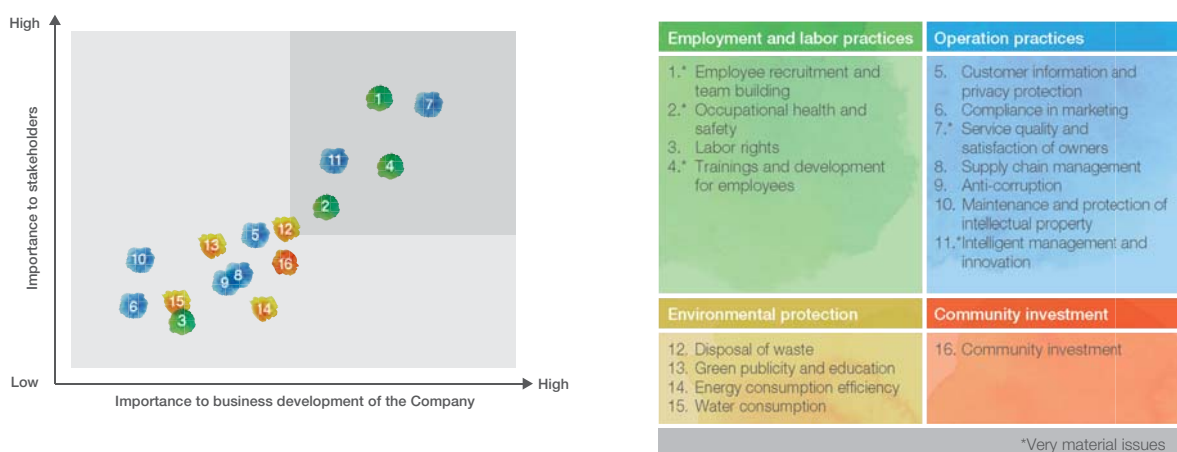 High
Importance to stakeholders
1
7
11
4
2
12
5
13
10
16
8
9
15
14
6
3
Low
High
Importance to business development of the Company
Employment and labor practices
1.* Employee recruitment and
team building
2.* Occupational health and
safety
3. Labor rights
4.* Trainings and development
for employees
Operation practices
5. Customer information and
privacy protection
6. Compliance in marketing
7.* Service quality and
satisfaction of owners
8. Supply chain management
9. Anti-corruption
10. Maintenance and protection of
intellectual property
11.*Intelligent management and
innovation
Environmental protection
12. Disposal of waste
13. Green publicity and education
14. Energy consumption efficiency
15. Water consumption
Community investment
16. Community investment
*Very material issues